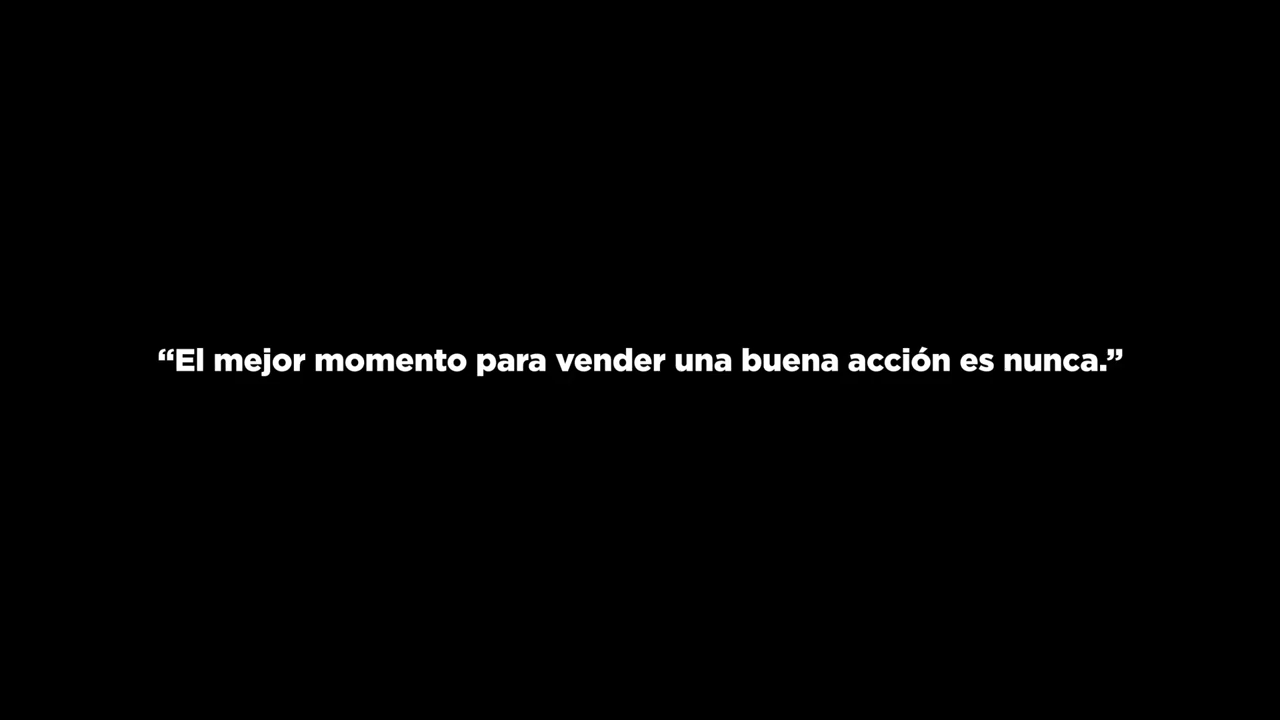 “El mejor momento para vender una buena acción es nunca.”